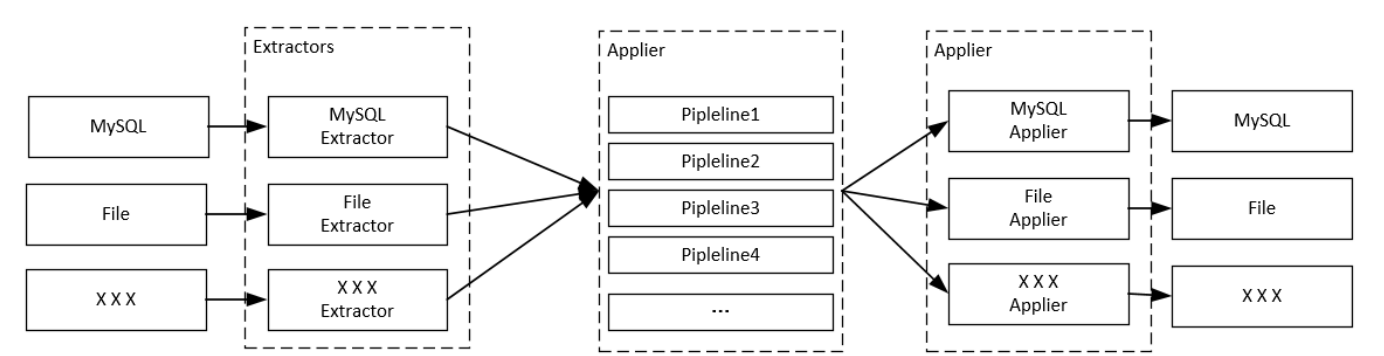 Extractors
Applier
Applier
MySQL
MySQL
Extractor
Pipleline1
MySQL
Applier
MySQL
Pipleline2
File
File
Extractor
Pipleline3
File
Applier
File
Pipleline4
X X X
X X X
Extractor
...
X X X
Applier
X X X